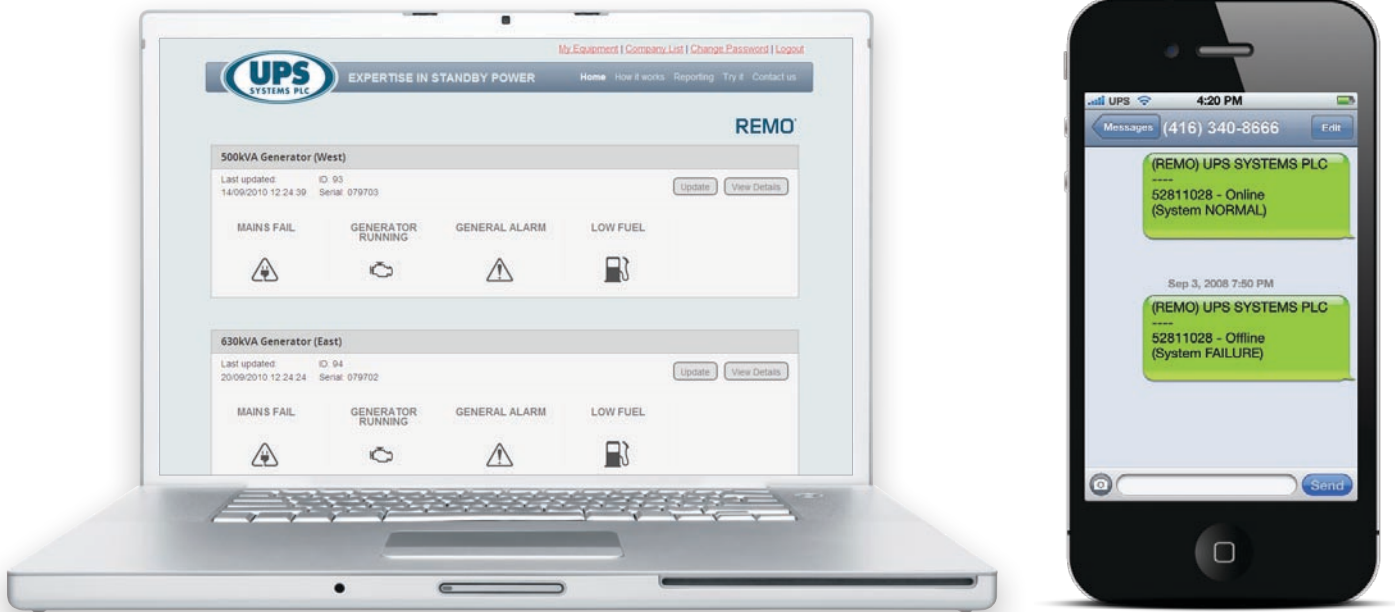 My Equipment | Company List | Change Password | Logout
UPS
SYSTEMS PLC
EXPERTISE IN STANDBY POWER
Home How it works Reporting Try it Contact us
REMO
500kVA Generator (West)
Last updated: ID: 93
14/09/2010 12:24:39 Serial: 079703
Update View Details
MAINS FAIL
GENERATOR
RUNNING
GENERAL ALARM
LOW FUEL
630kVA Generator (East)
Last updated: ID: 94
20/09/2010 12:24:24 Serial: 079702
Update View Details
MAINS FAIL
GENERATOR
RUNNING
GENERAL ALARM
LOW FUEL
UPS 4:20 PM
Messages (416) 340-8666 Edit
(REMO) UPS SYSTEMS PLC
----
52811028 - Online
(System NORMAL)
Sep 3, 2008 7:50 PM
(REMO) UPS SYSTEMS PLC
----
52811028 - Offline
(System FAILURE)
Send